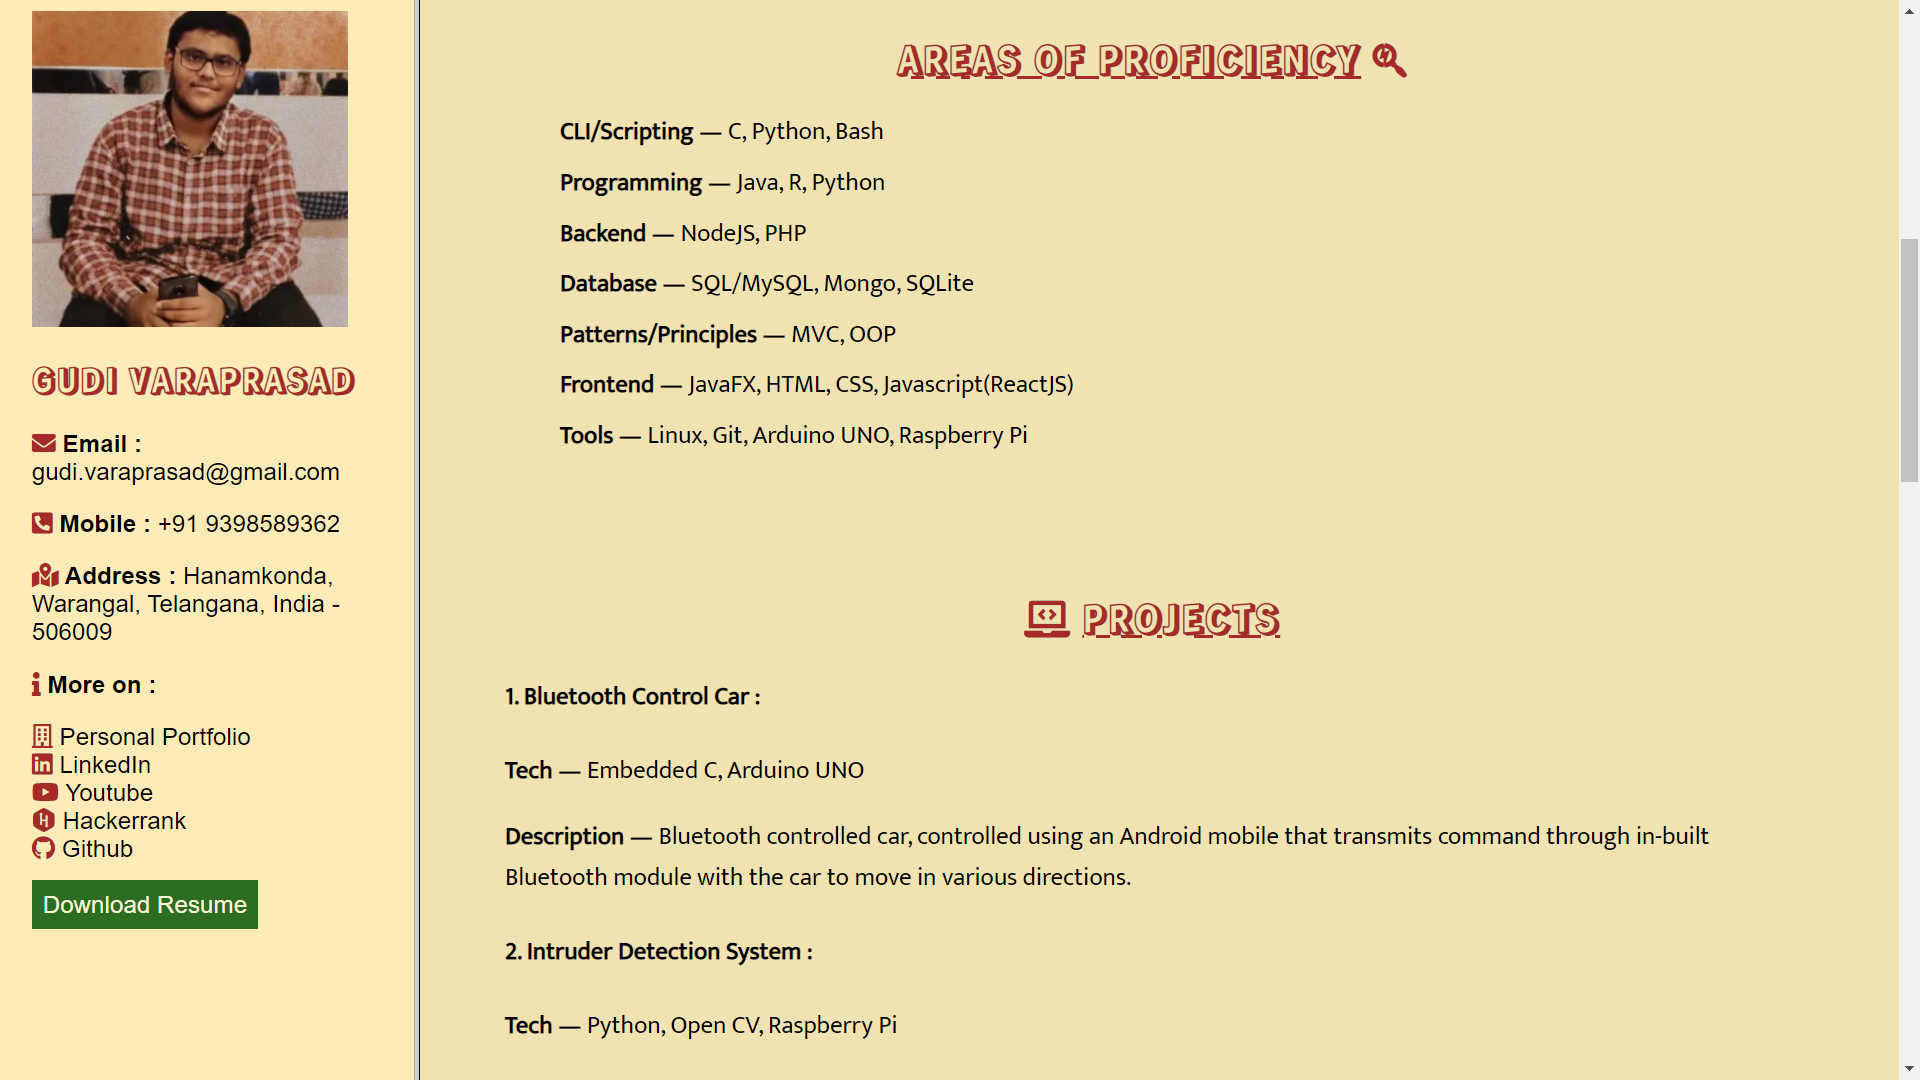 GUDI VARAPRASAD
Email :
gudi.varaprasad@gmail.com
Mobile : +91 9398589362
Address : Hanamkonda,
Warangal, Telangana, India -
506009
More on :
Personal Portfolio
LinkedIn
Youtube
Hackerrank
Github
Download Resume
AREAS OF PROFICIENCY
CLI/Scripting — C, Python, Bash
Programming — Java, R, Python
Backend — NodeJS, PHP
Database — SQL/MySQL, Mongo, SQLite
Patterns/Principles — MVC, OOP
Frontend — JavaFX, HTML, CSS, Javascript(ReactJS)
Tools — Linux, Git, Arduino UNO, Raspberry Pi
PROJECTS
1. Bluetooth Control Car :
Tech — Embedded C, Arduino UNO
Description — Bluetooth controlled car, controlled using an Android mobile that transmits command through in-built
Bluetooth module with the car to move in various directions.
2. Intruder Detection System :
Tech — Python, Open CV, Raspberry Pi